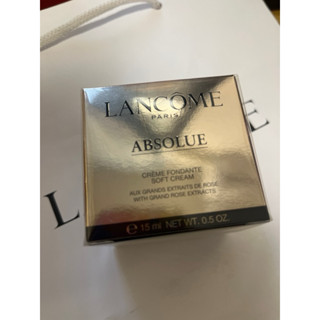 LANCÔME
PARIS
ABSOLUE
CRÈME FONDANTE
SOFT CREAM
AUX GRANDS EXTRAITS DE ROSE
WITH GRAND ROSE EXTRACTS
e 15 ml NET WT. 0.5 OZ.
L
E